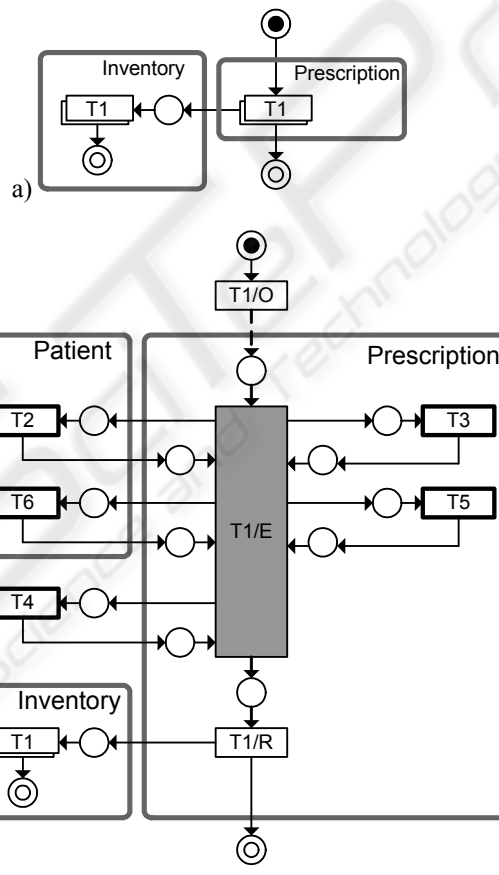 Inventory
Prescription
T1
T1
a)
T1/O
Patient
Prescription
T2
T3
T6
T5
T1/E
T4
Inventory
T1
T1/R